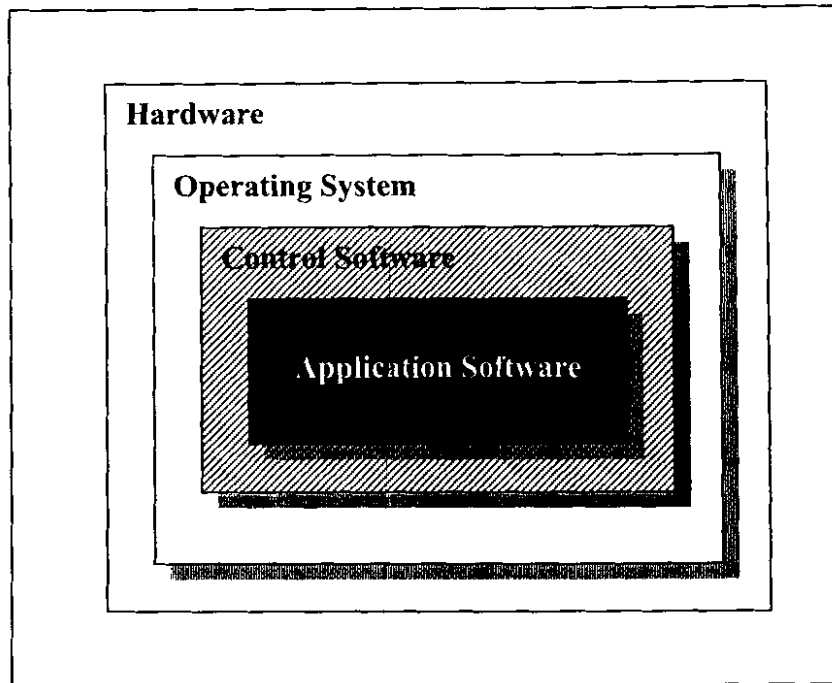 Hardware
Operating System
Control Software
Application Software